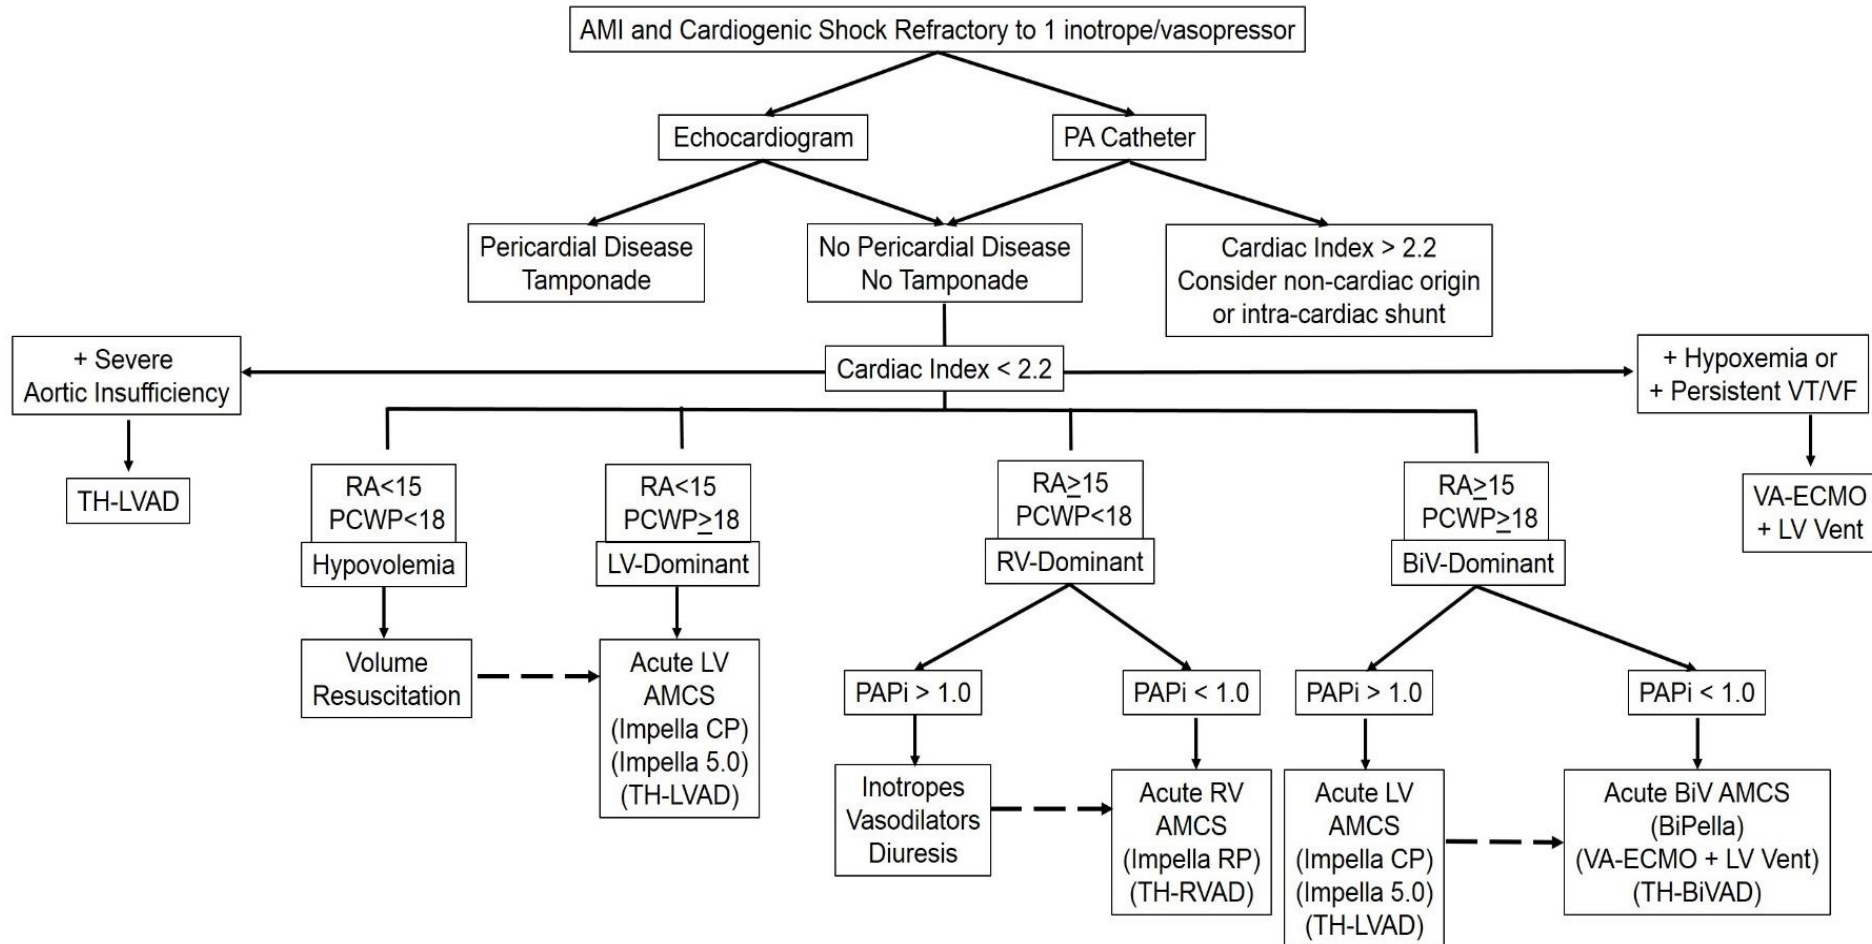 AMI and Cardiogenic Shock Refractory to 1 inotrope/vasopressor
Echocardiogram
PA Catheter
Pericardial Disease
Tamponade
No Pericardial Disease
No Tamponade
Cardiac Index > 2.2
Consider non-cardiac origin
or intra-cardiac shunt
+ Severe
Aortic Insufficiency
Cardiac Index < 2.2
+ Hypoxemia or
+ Persistent VT/VF
TH-LVAD
VA-ECMO
+ LV Vent
RA<15
PCWP<18
Hypovolemia
RA<15
PCWP≥18
LV-Dominant
RA≥15
PCWP<18
RV-Dominant
RA≥15
PCWP≥18
BiV-Dominant
Volume
Resuscitation
Acute LV
AMCS
(Impella CP)
(Impella 5.0)
(TH-LVAD)
PAPi > 1.0
PAPi < 1.0
PAPi > 1.0
PAPi < 1.0
Inotropes
Vasodilators
Diuresis
Acute RV
AMCS
(Impella RP)
(TH-RVAD)
Acute LV
AMCS
(Impella CP)
(Impella 5.0)
(TH-LVAD)
Acute BiV AMCS
(BiPella)
(VA-ECMO + LV Vent)
(TH-BiVAD)